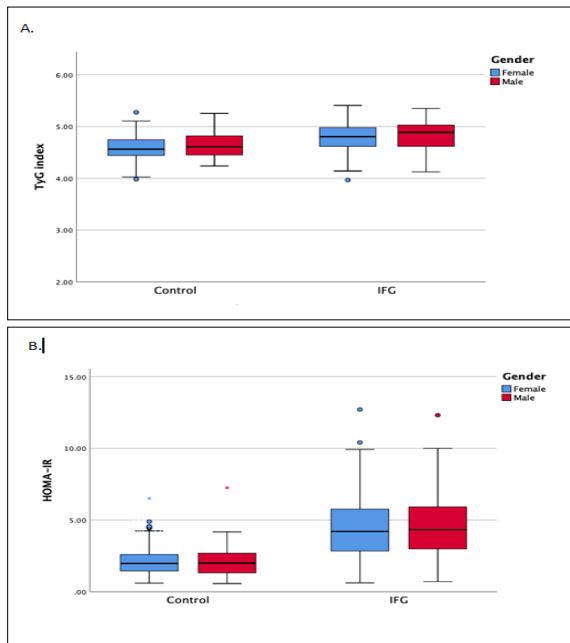 A.
Gender
Female
Male
6.00
5.00
4.00
3.00
2.00
TyG index
Control IFG
B.
Gender
Female
Male
15.00
10.00
5.00
.00
HOMA-IR
Control IFG